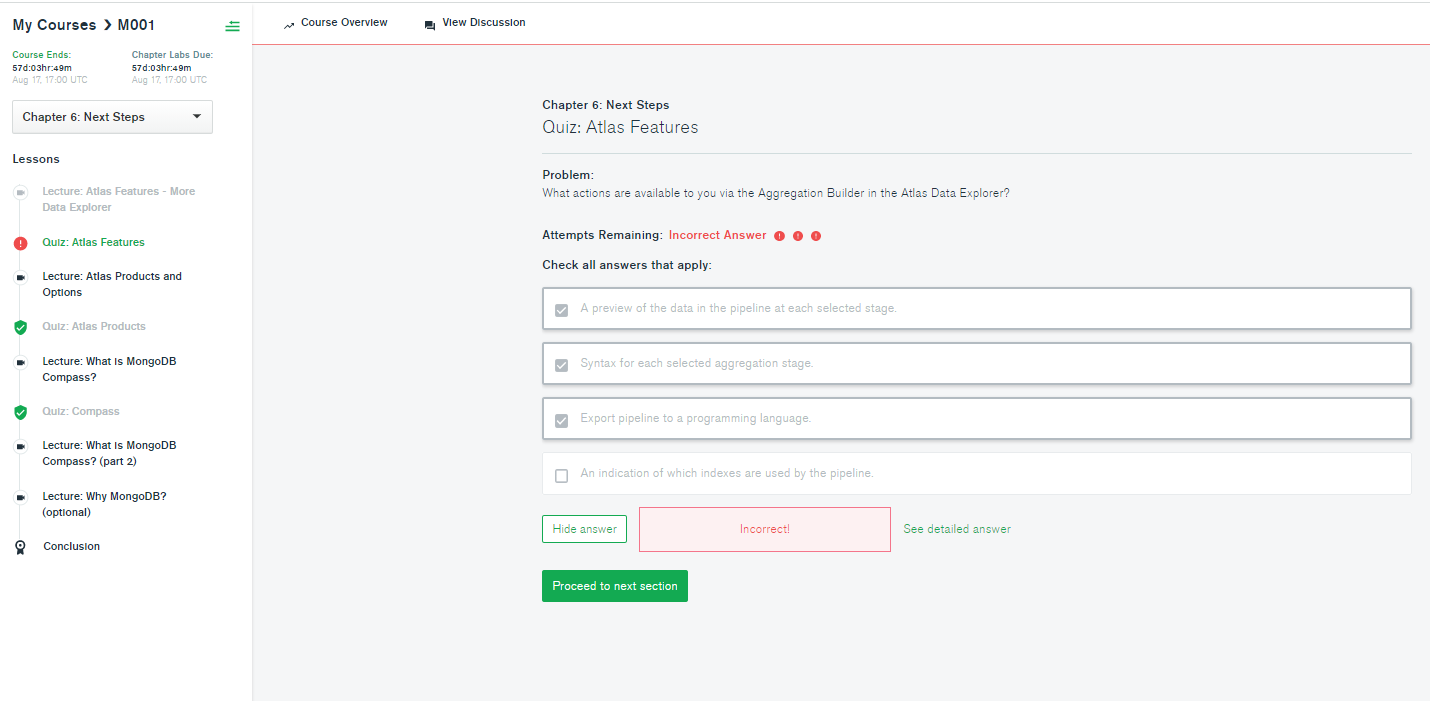 My Courses > M001
Course Ends:
57d:03hr:49m
Aug 17, 17:00 UTC
Chapter Labs Due:
57d:03hr:49m
Aug 17, 17:00 UTC
Chapter 6: Next Steps
Lessons
Lecture: Atlas Features - More
Data Explorer
Quiz: Atlas Features
Lecture: Atlas Products and
Options
Quiz: Atlas Products
Lecture: What is MongoDB
Compass?
Quiz: Compass
Lecture: What is MongoDB
Compass? (part 2)
Lecture: Why MongoDB?
(optional)
Conclusion
Course Overview
View Discussion
Chapter 6: Next Steps
Quiz: Atlas Features
Problem:
What actions are available to you via the Aggregation Builder in the Atlas Data Explorer?
Attempts Remaining: Incorrect Answer
Check all answers that apply:
A preview of the data in the pipeline at each selected stage.
Syntax for each selected aggregation stage.
Export pipeline to a programming language.
An indication of which indexes are used by the pipeline.
Hide answer
Incorrect!
See detailed answer
Proceed to next section